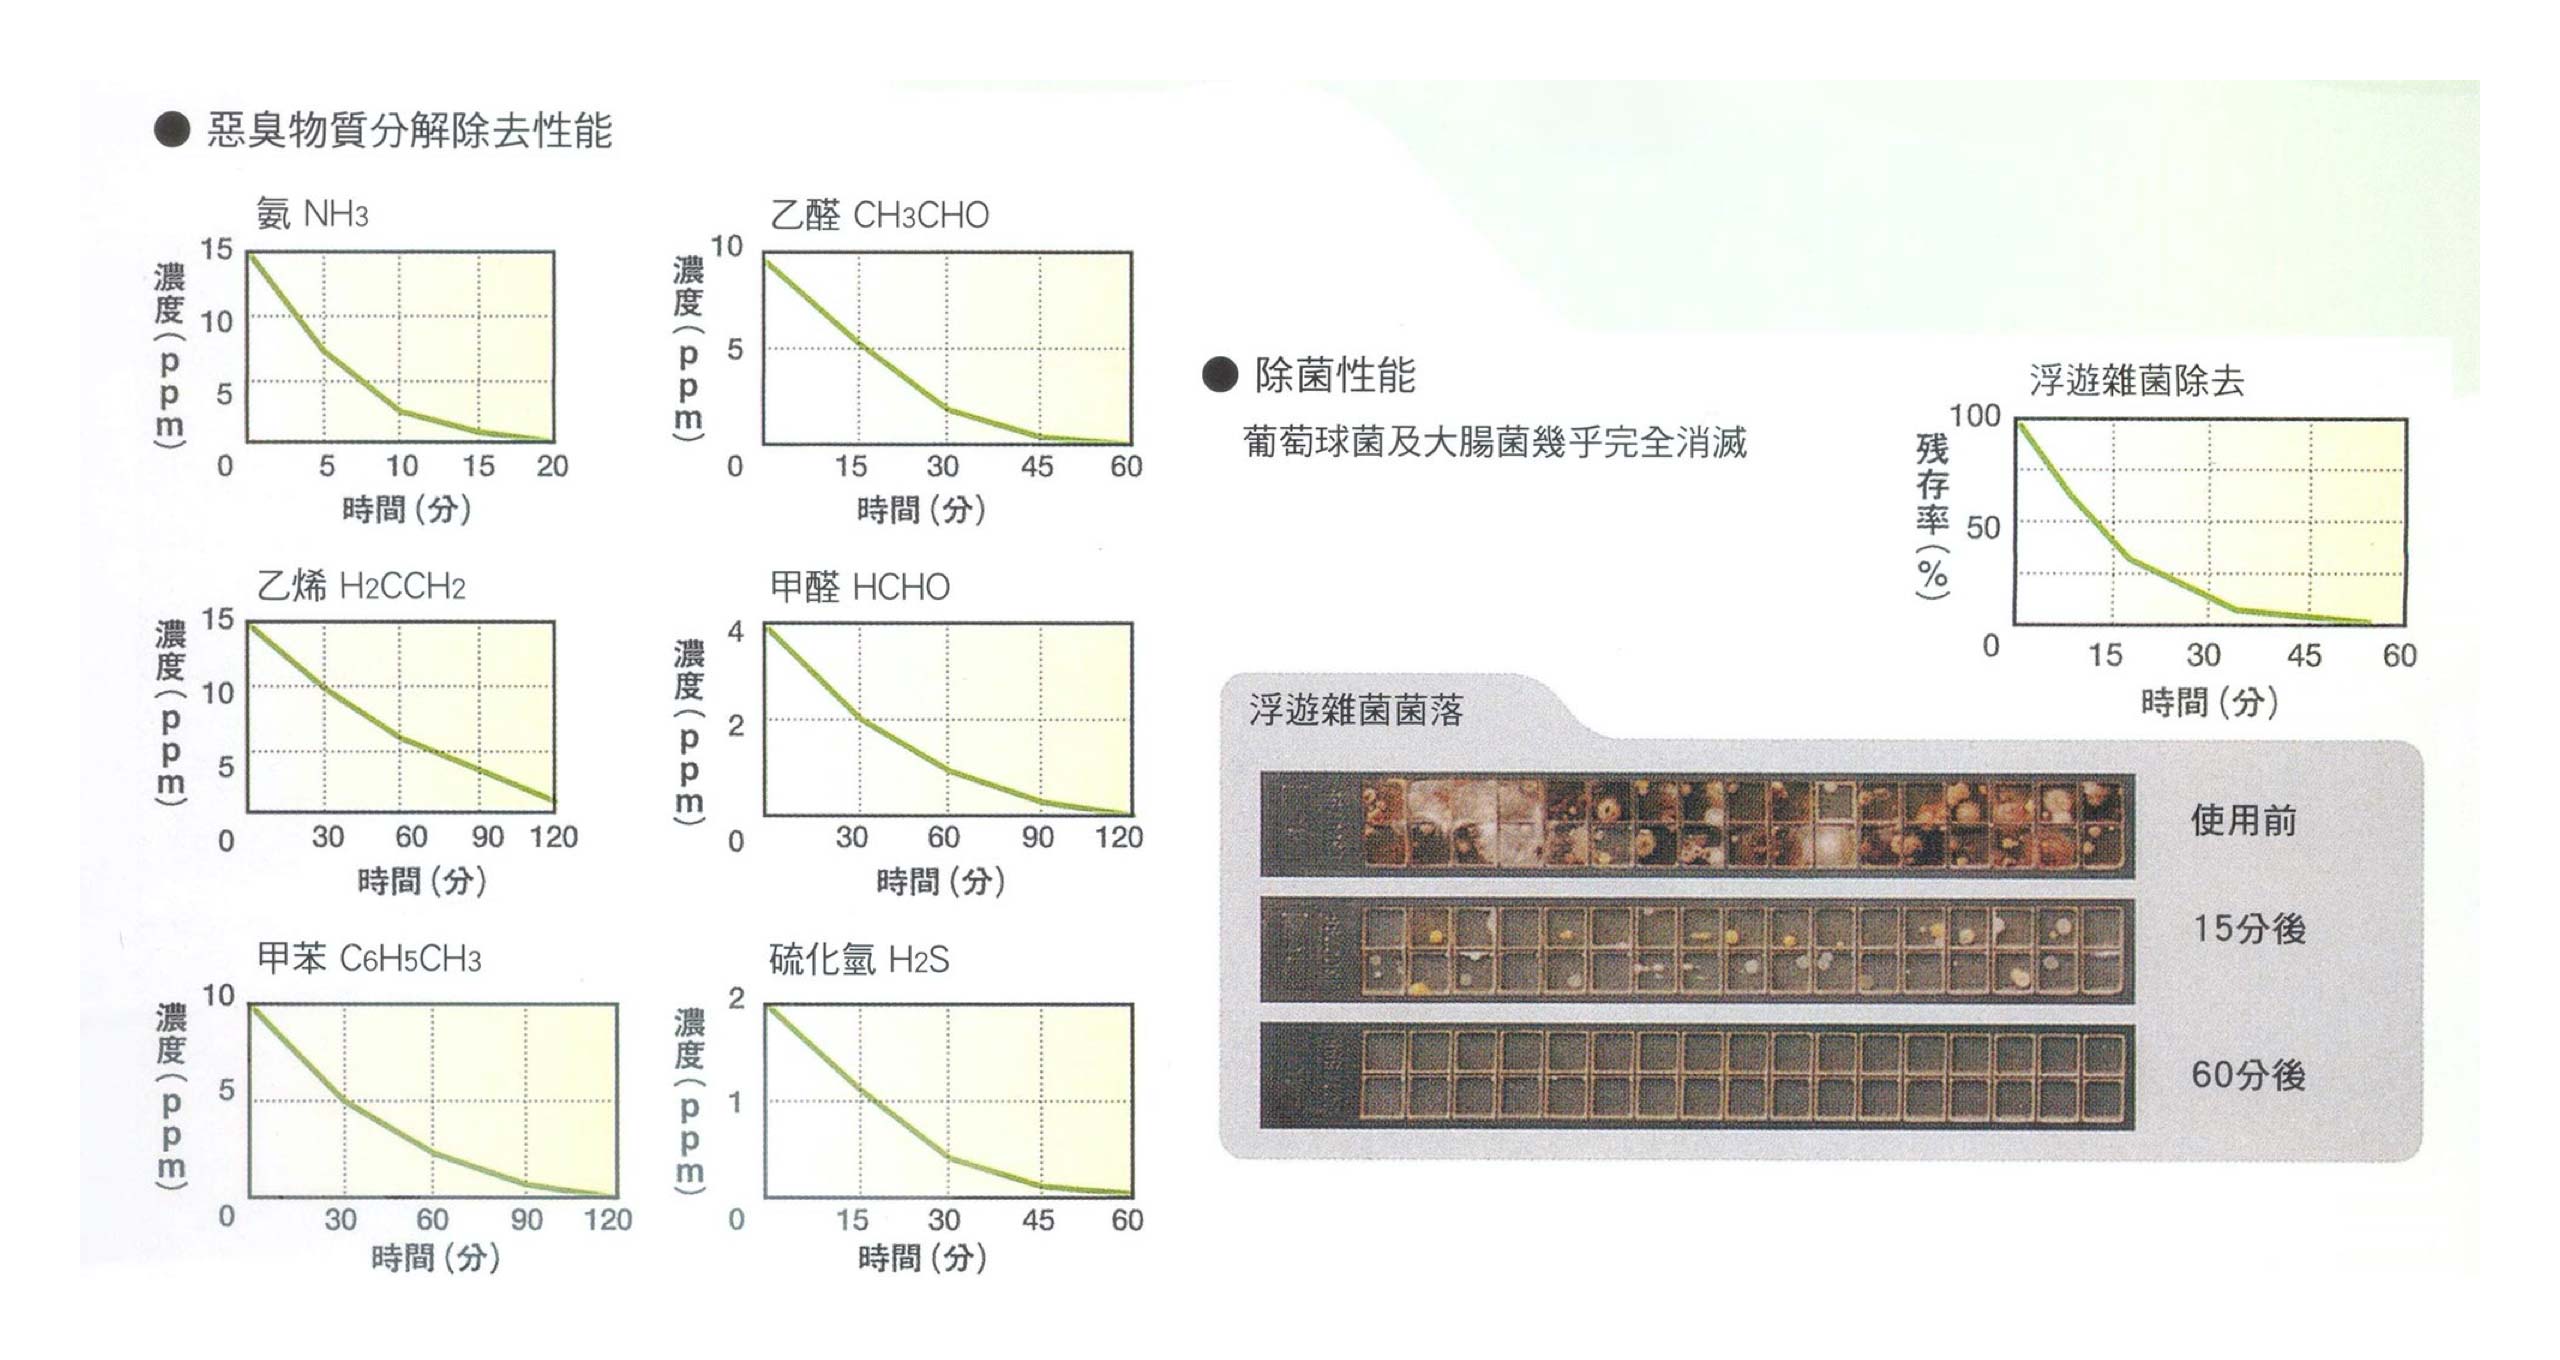 ● 惡臭物質分解除去性能
氨 NH3
濃度(ppm)
15
10
5
0
5 10 15 20
時間(分)
乙醛 CH3CHO
濃度(ppm)
10
5
0
15 30 45 60
時間(分)
乙烯 H2CCH2
濃度(ppm)
15
10
5
0
30 60 90 120
時間(分)
甲醛 HCHO
濃度(ppm)
4
2
0
30 60 90 120
時間(分)
甲苯 C6H5CH3
濃度(ppm)
10
5
0
30 60 90 120
時間(分)
硫化氫 H2S
濃度(ppm)
2
1
0
15 30 45 60
時間(分)
● 除菌性能
葡萄球菌及大腸菌幾乎完全消滅
浮遊雜菌除去
残存率(%)
100
50
0
15 30 45 60
時間(分)
浮遊雜菌菌落
使用前
15分後
60分後